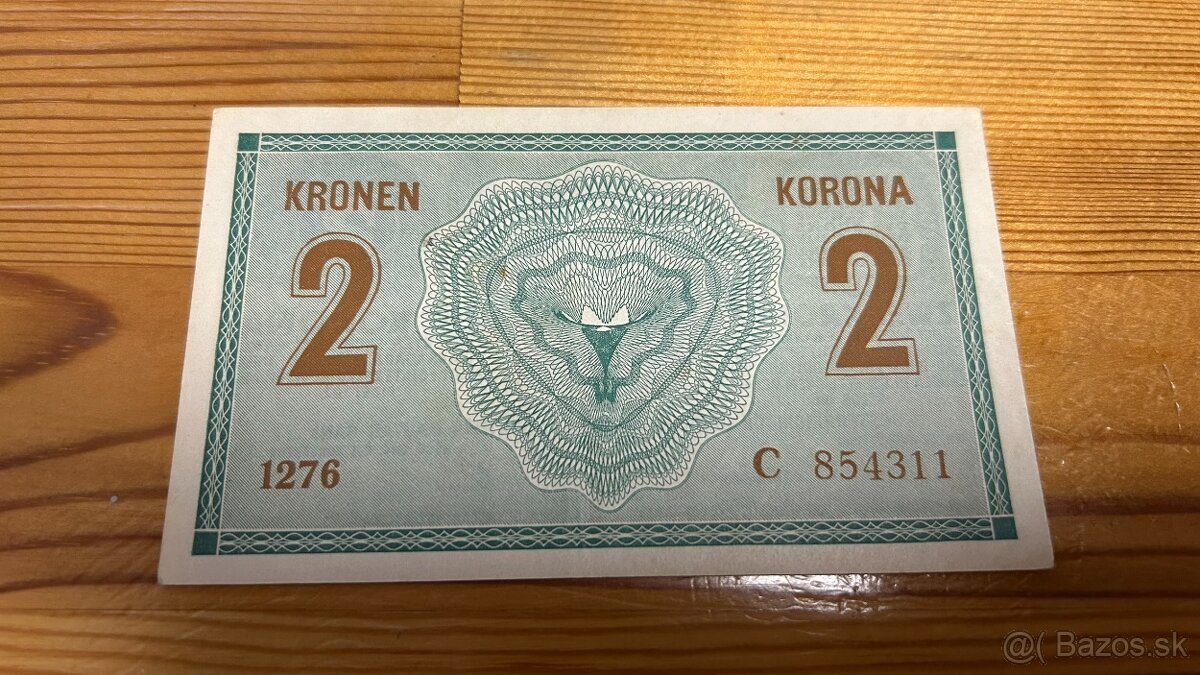 KRONEN KORONA
2 2
1276 C 854311
@( Bazos.sk